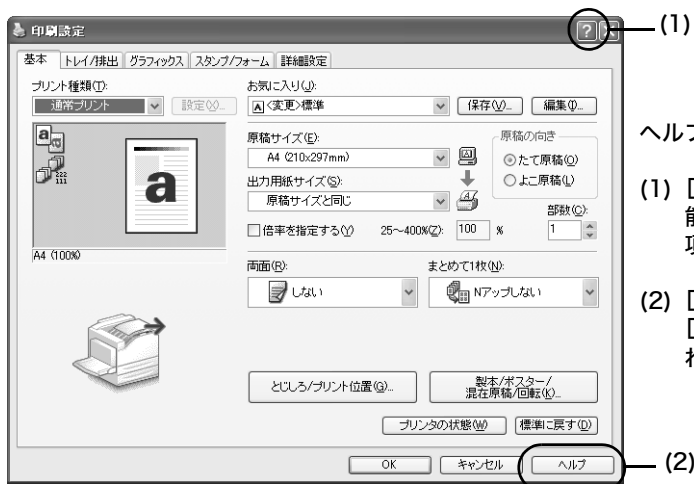 印刷設定
(1)
基本 トレイ/排出 グラフィックス スタンプ/フォーム 詳細設定
プリント種類(T):
通常プリント 設定(X)...
お気に入り(J):
<変更>標準 保存(V)... 編集(I)...
原稿サイズ(E):
A4 (210x297mm)
出力用紙サイズ(S):
原稿サイズと同じ
原稿の向き
たて原稿(O)
よこ原稿(L)
倍率を指定する(Y) 25~400%(Z): 100 %
部数(C):
1
A4 (100%)
両面(R):
しない
まとめて1枚(N):
Nアップしない
とじしろ/プリント位置(G)...
製本/ポスター/
混在原稿/回転(K)...
プリンタの状態(W) 標準に戻す(D)
OK キャンセル ヘルプ
(2)
ヘルプ
(1) [
能
項
(2) [
[
れ